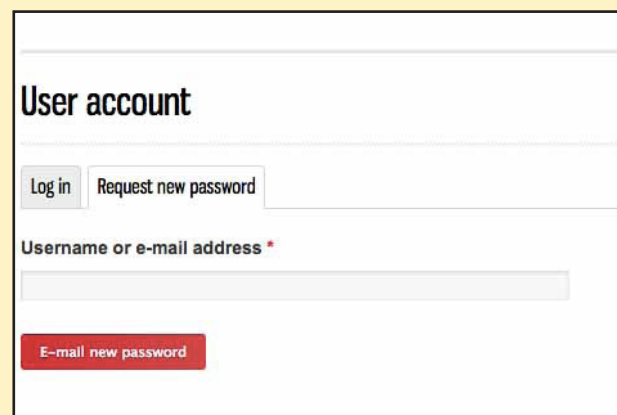 User account
Log in Request new password
Username or e-mail address *
E-mail new password